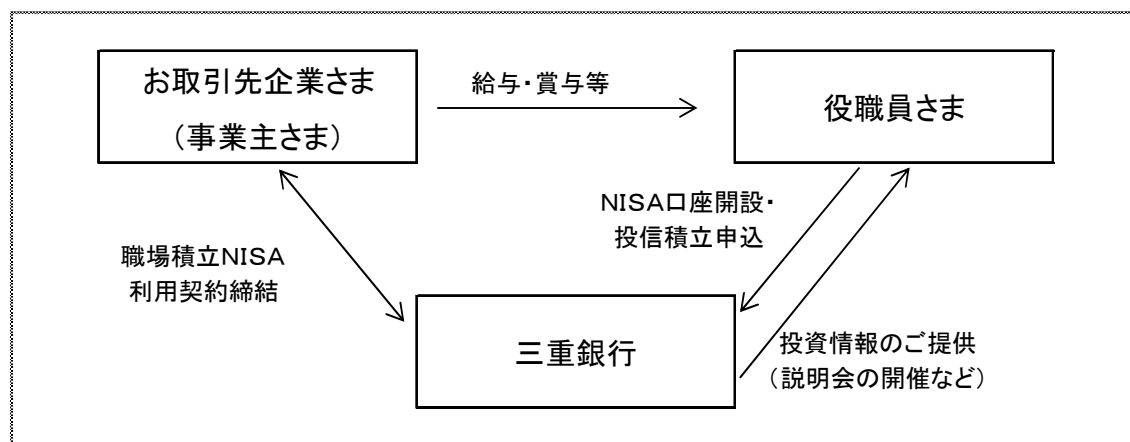 お取引先企業さま
（事業主さま）
給与・賞与等
役職員さま
職場積立NISA
利用契約締結
NISA口座開設・
投信積立申込
三重銀行
投資情報のご提供
（説明会の開催など）